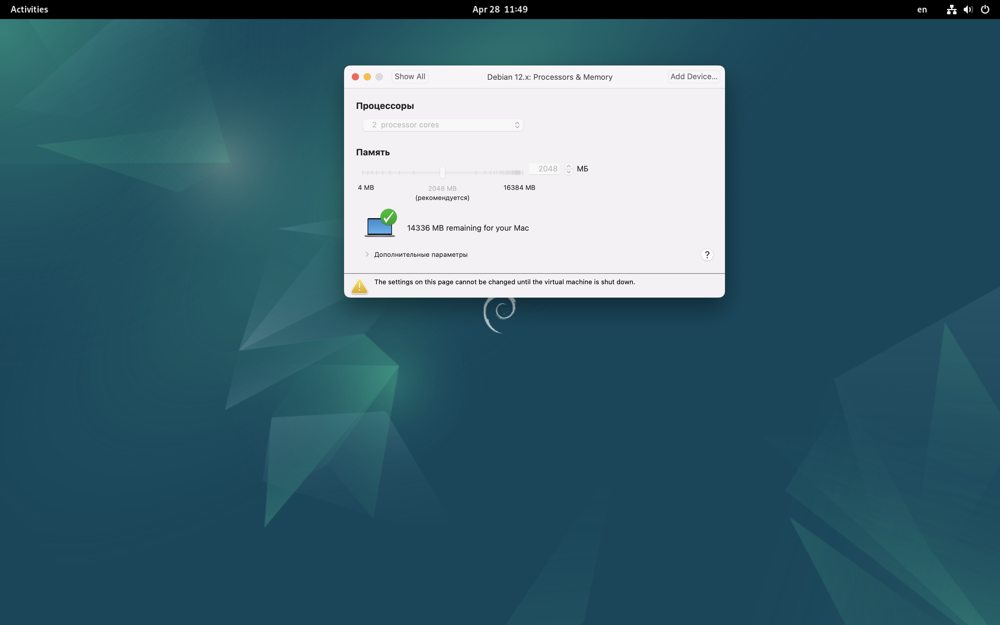 Activities
Apr 28 11:49
en
Show All
Debian 12.x: Processors & Memory
Add Device...
Процессоры
2 processor cores
Память
2048
МБ
4 MB
2048 MB
16384 MB
(рекомендуется)
14336 MB remaining for your Mac
Дополнительные параметры
?
The settings on this page cannot be changed until the virtual machine is shut down.